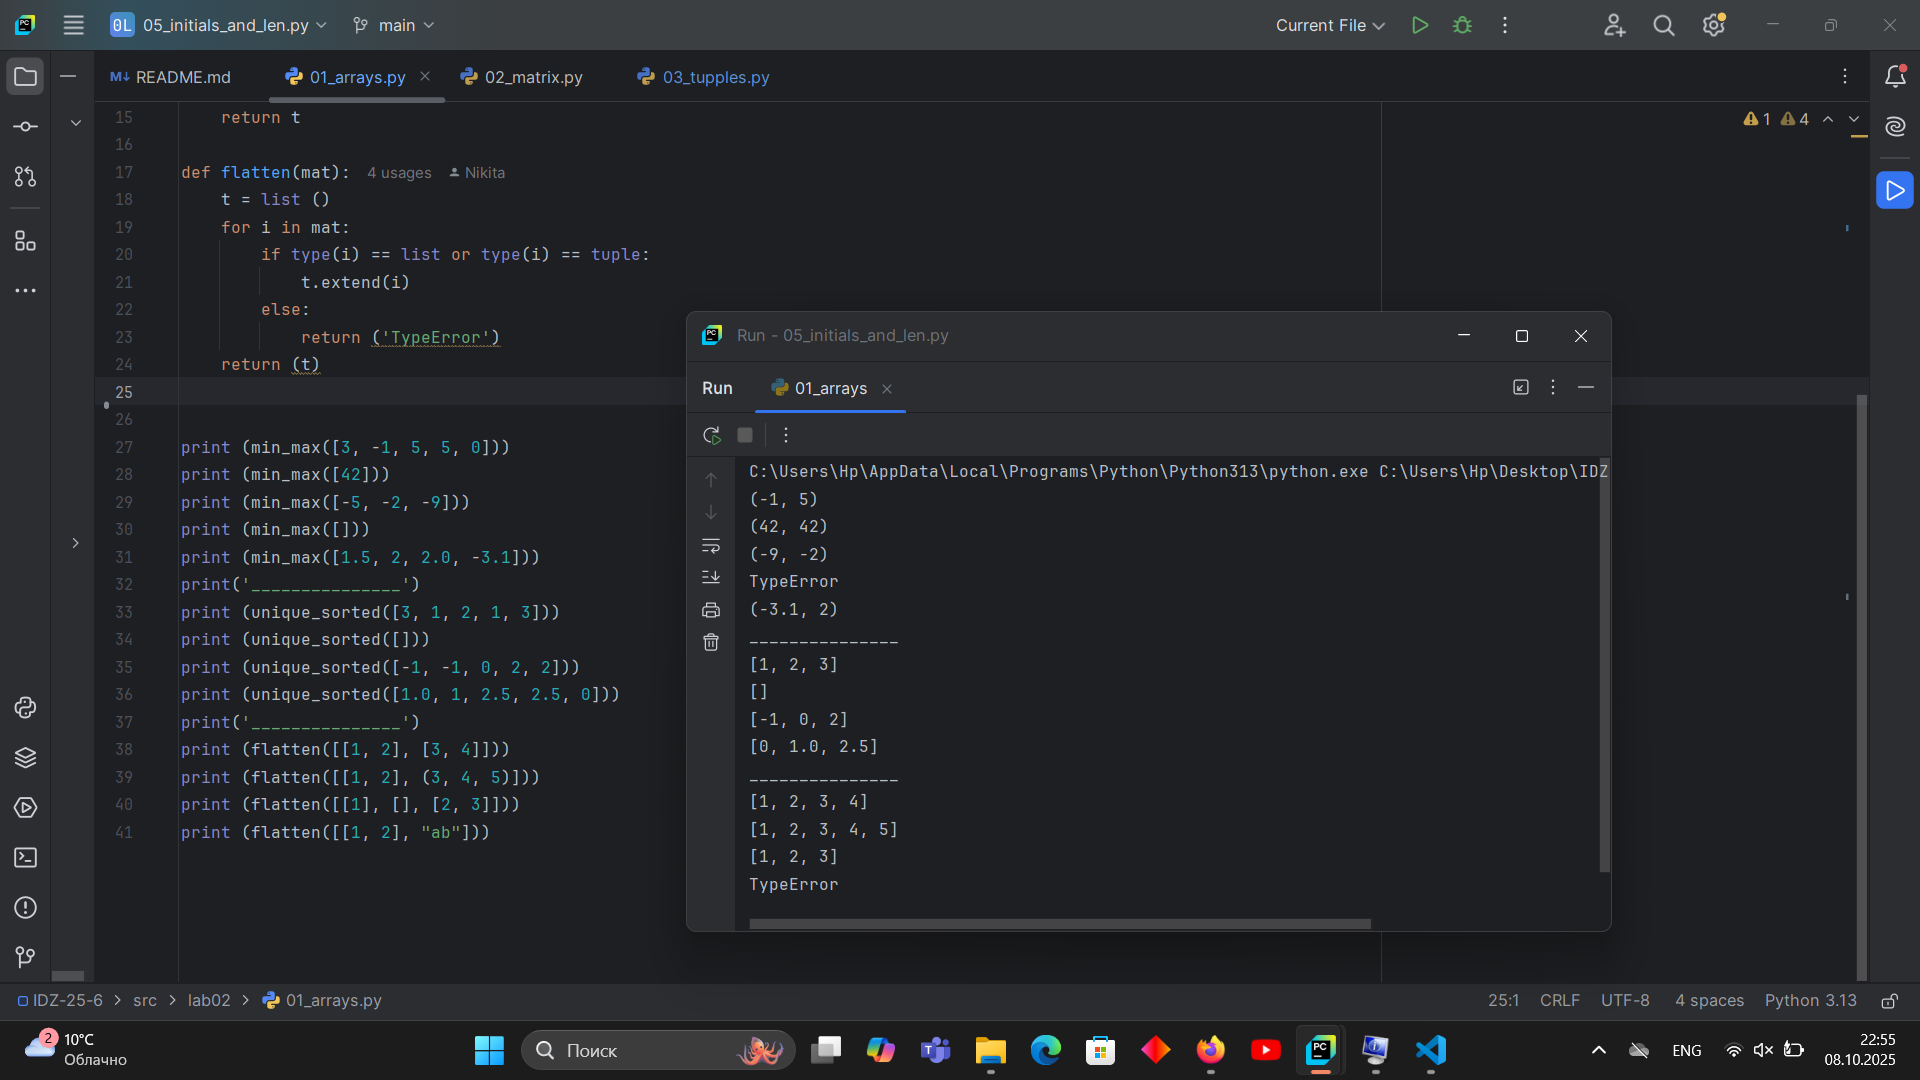 0L 05_initials_and_len.py main Current File
README.md 01_arrays.py 02_matrix.py 03_tupples.py
15 return t
1 4
16
17 def flatten(mat): 4 usages Nikita
18 t = list ()
19 for i in mat:
20 if type(i) == list or type(i) == tuple:
21 t.extend(i)
22 else:
23 return ('TypeError')
24 return (t)
25
26
27 print (min_max([3, -1, 5, 5, 0]))
28 print (min_max([42]))
29 print (min_max([-5, -2, -9]))
30 print (min_max([]))
31 print (min_max([1.5, 2, 2.0, -3.1]))
32 print('_______________')
33 print (unique_sorted([3, 1, 2, 1, 3]))
34 print (unique_sorted([]))
35 print (unique_sorted([-1, -1, 0, 2, 2]))
36 print (unique_sorted([1.0, 1, 2.5, 2.5, 0]))
37 print('_______________')
38 print (flatten([[1, 2], [3, 4]]))
39 print (flatten([[1, 2], (3, 4, 5)]))
40 print (flatten([[1], [], [2, 3]]))
41 print (flatten([[1, 2], "ab"]))
Run - 05_initials_and_len.py
Run 01_arrays
C:\Users\Hp\AppData\Local\Programs\Python\Python313\python.exe C:\Users\Hp\Desktop\IDZ
(-1, 5)
(42, 42)
(-9, -2)
TypeError
(-3.1, 2)
_______________
[1, 2, 3]
[]
[-1, 0, 2]
[0, 1.0, 2.5]
_______________
[1, 2, 3, 4]
[1, 2, 3, 4, 5]
[1, 2, 3]
TypeError
IDZ-25-6 > src > lab02 > 01_arrays.py
25:1 CRLF UTF-8 4 spaces Python 3.13
2 10°C
Облачно
Поиск
ENG
22:55
08.10.2025